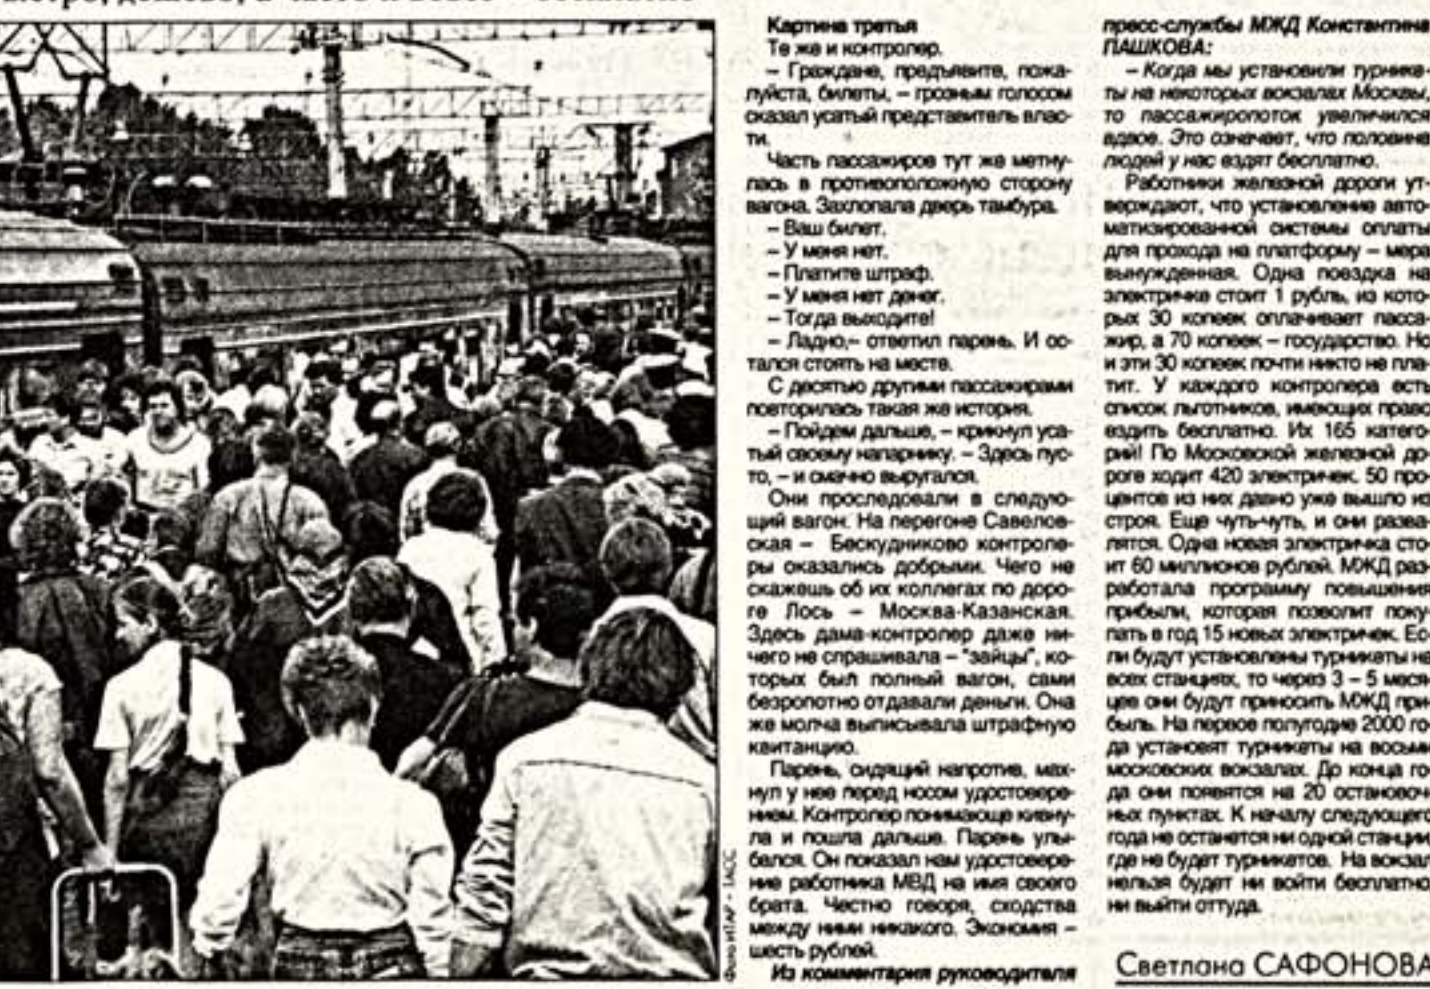 Картина третья
Те же и контролер.
– Граждане, предъявите, пожа-
луйста, билеты, – грозным голосом
сказал усатый представитель влас-
ти.
Часть пассажиров тут же метну-
лась в противоположную сторону
вагона. Захлопала дверь тамбура.
– Ваш билет.
– У меня нет.
– Платите штраф.
– У меня нет денег.
– Тогда выходите!
– Ладно,– ответил парень. И ос-
тался стоять на месте.
С десятью другими пассажирами
повторилась такая же история.
– Пойдем дальше, – крикнул уса-
тый своему напарнику. – Здесь пус-
то, – и смачно выругался.
Они проследовали в следую-
щий вагон. На перегоне Савелов-
ская – Бескудниково контроле-
ры оказались добрыми. Чего не
скажешь об их коллегах по доро-
ге Лось – Москва-Казанская.
Здесь дама-контролер даже ни-
чего не спрашивала – "зайцы", ко-
торых был полный вагон, сами
безропотно отдавали деньги. Она
же молча выписывала штрафную
квитанцию.
Парень, сидящий напротив, мах-
нул у нее перед носом удостовере-
нием. Контролер понимающе кивну-
ла и пошла дальше. Парень улы-
бался. Он показал нам удостовере-
ние работника МВД на имя своего
брата. Честно говоря, сходства
между ними никакого. Экономия –
шесть рублей.
Из комментария руководителя
пресс-службы МЖД Константина
ПАШКОВА:
– Когда мы установили турнике-
ты на некоторых вокзалах Москвы,
то пассажиропоток увеличился
вдвое. Это означает, что половина
людей у нас ездят бесплатно.
Работники железной дороги ут-
верждают, что установление авто-
матизированной системы оплаты
для прохода на платформу – мера
вынужденная. Одна поездка на
электричке стоит 1 рубль, из кото-
рых 30 копеек оплачивает пасса-
жир, а 70 копеек – государство. Но
и эти 30 копеек почти никто не пла-
тит. У каждого контролера есть
список льготников, имеющих право
ездить бесплатно. Их 165 катего-
рий! По Московской железной до-
роге ходит 420 электричек. 50 про-
центов из них давно уже вышло из
строя. Еще чуть-чуть, и они разва-
лятся. Одна новая электричка сто-
ит 60 миллионов рублей. МЖД раз-
работала программу повышения
прибыли, которая позволит поку-
пать в год 15 новых электричек. Ес-
ли будут установлены турникеты на
всех станциях, то через 3 – 5 меся-
цев они будут приносить МЖД при-
быль. На первое полугодие 2000 го-
да установят турникеты на восьми
московских вокзалах. До конца го-
да они появятся на 20 остановоч-
ных пунктах. К началу следующего
года не останется ни одной станции,
где не будет турникетов. На вокзал
нельзя будет ни войти бесплатно,
ни выйти оттуда.
Светлана САФОНОВА
Фото ИТАР - ТАСС